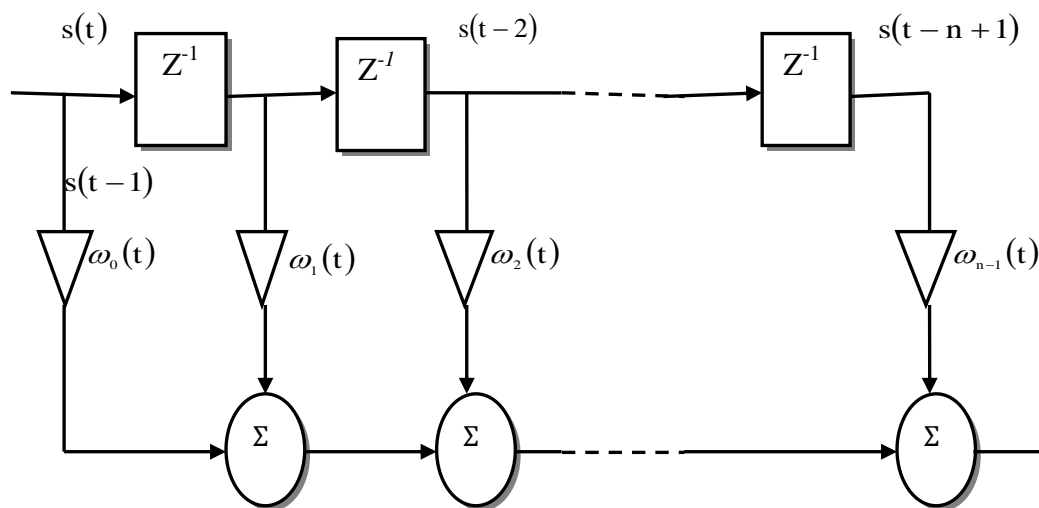 s(t)
s(t − 2)
s(t − n + 1)
Z⁻¹
Z⁻¹
Z⁻¹
s(t − 1)
ω₀(t)
ω₁(t)
ω₂(t)
ωₙ₋₁(t)
Σ
Σ
Σ